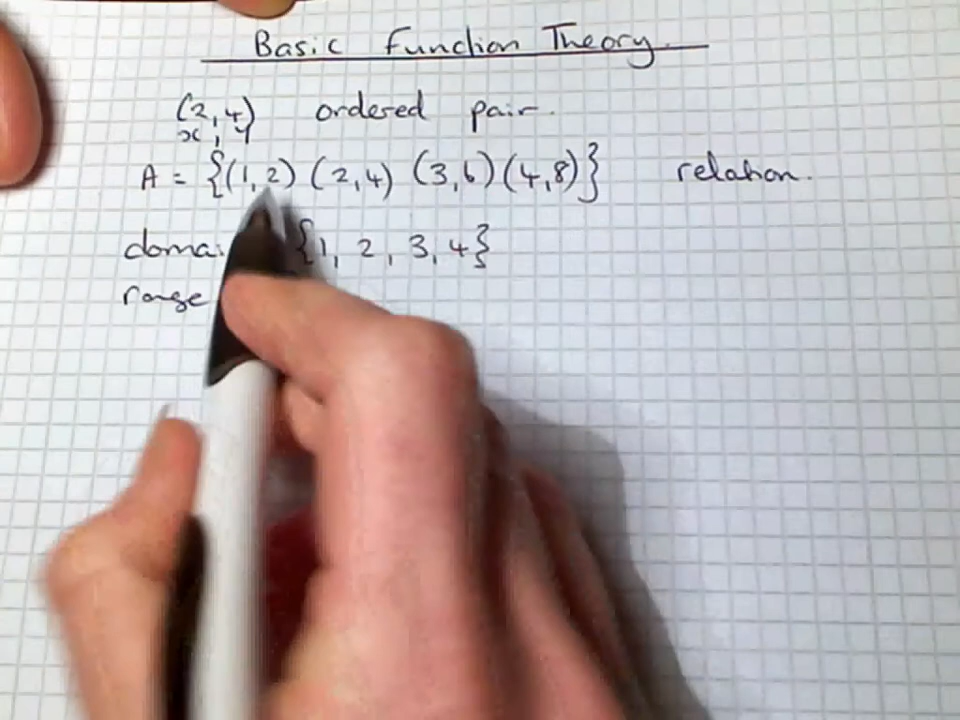 Basic Function Theory.
(2,4) ordered pair.
x, y
A = {(1,2) (2,4) (3,6) (4,8)} relation.
{1, 2, 3, 4}
range